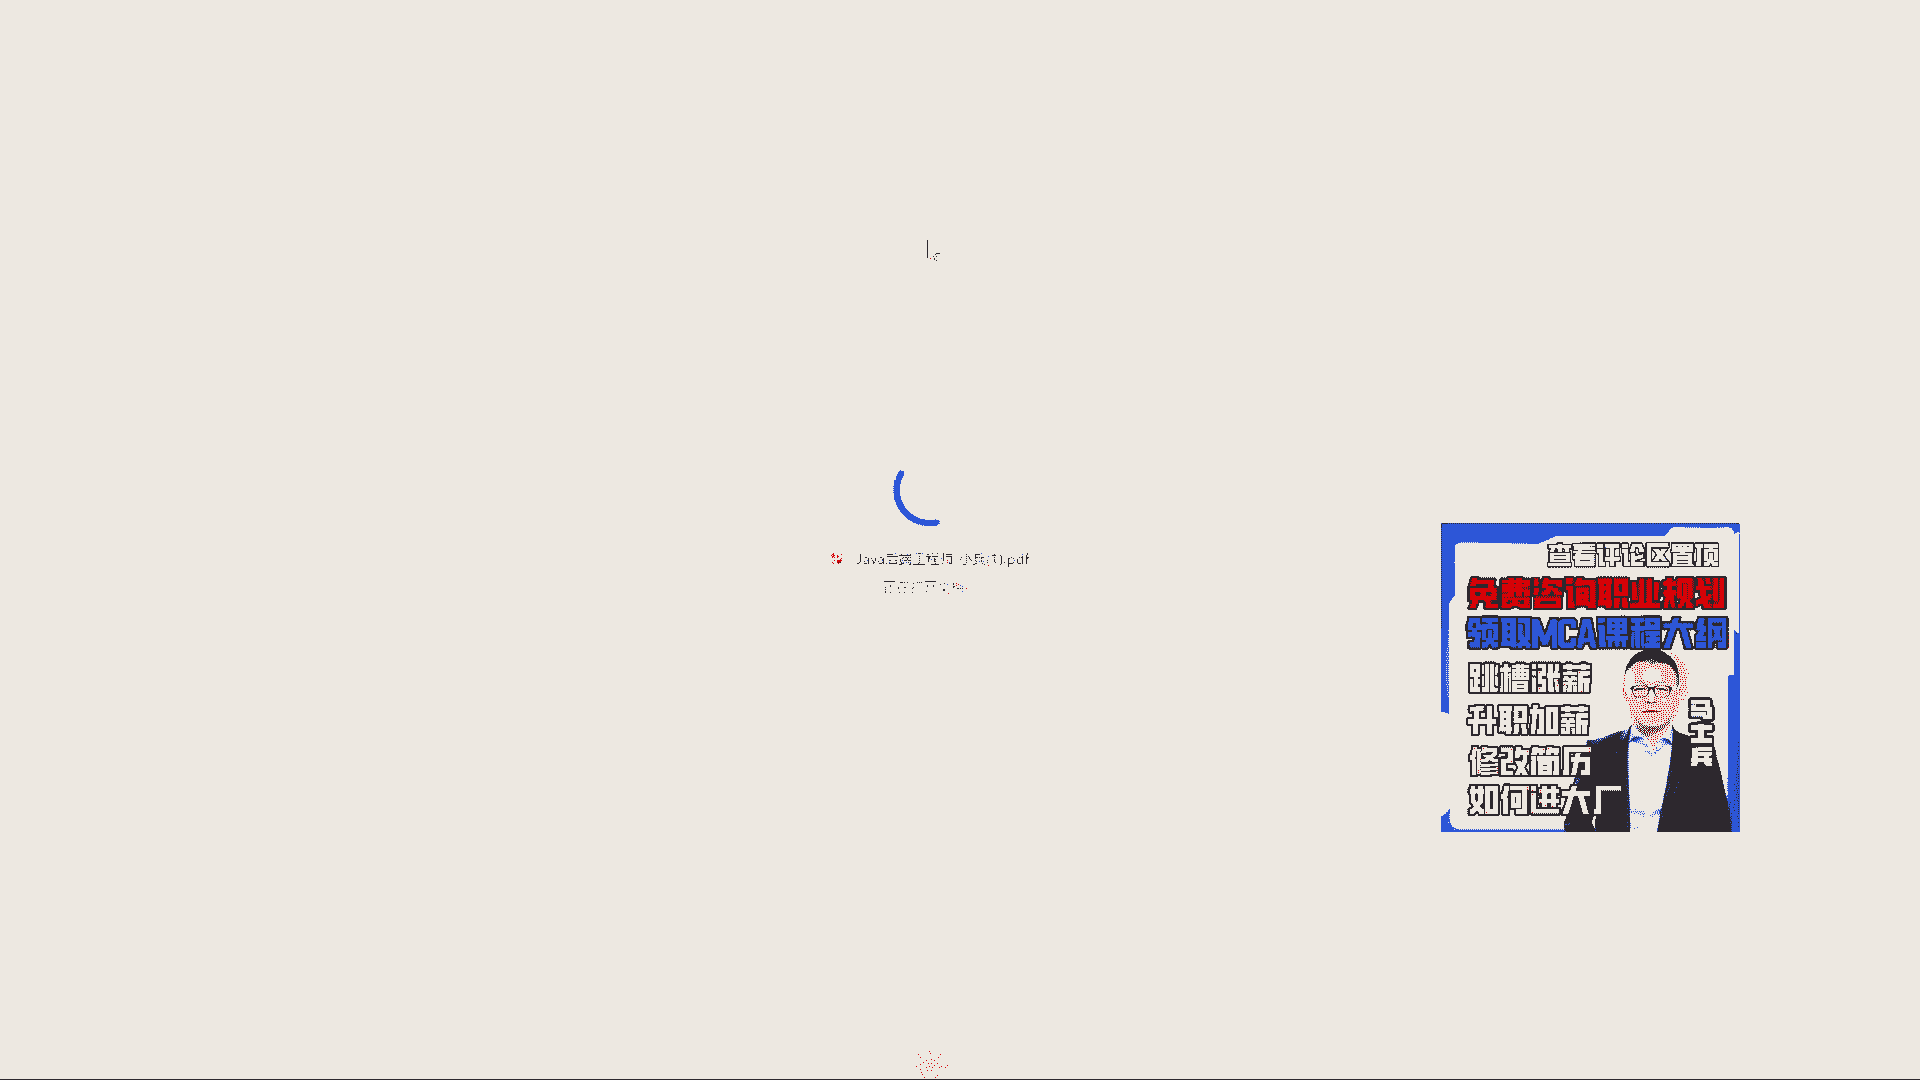 Java后端工程师-小熊(1).pdf
正在打开文档...
查看评论区置顶
免费咨询职业规划
领取MCA课程大纲
跳槽涨薪
升职加薪
修改简历
如何进大厂
马士兵